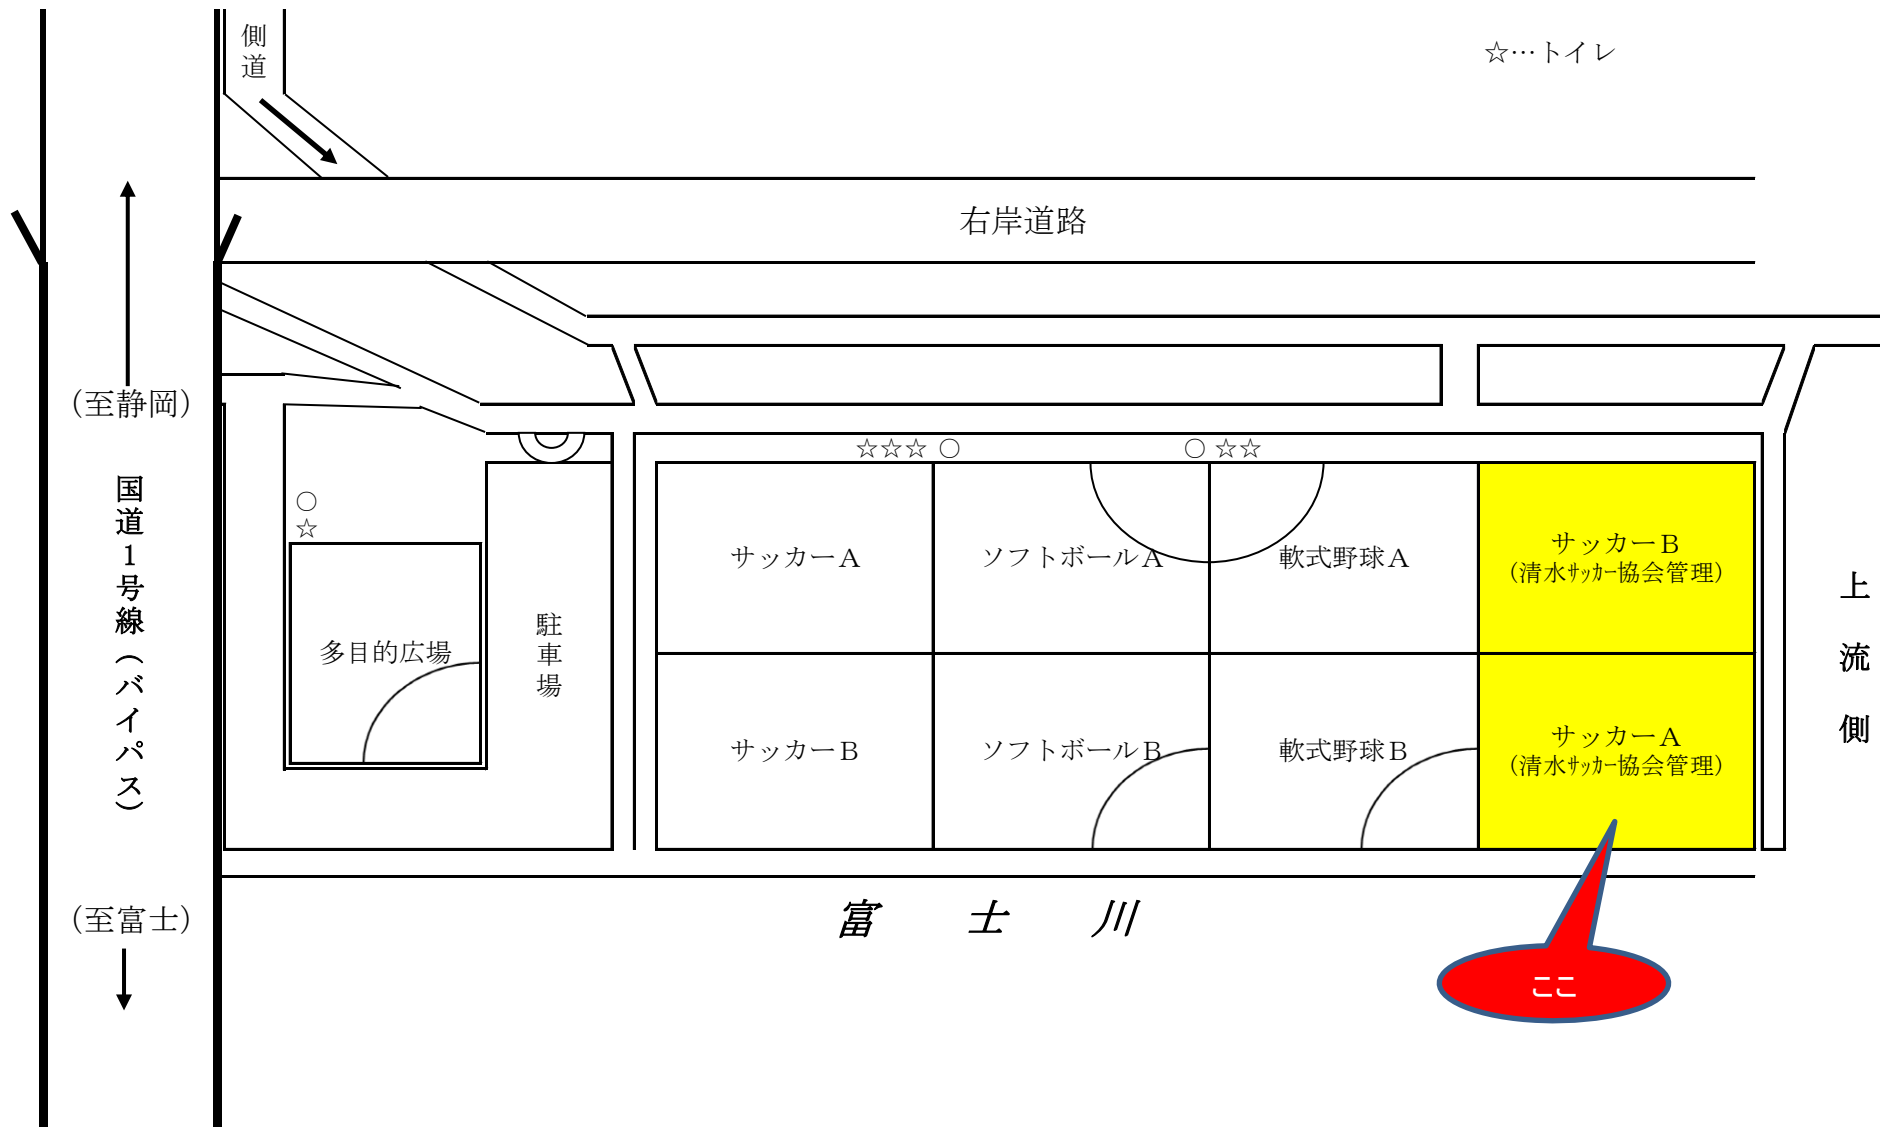 側道
☆…トイレ
右岸道路
(至静岡)
国道1号線(バイパス)
(至富士)
☆☆☆ ○
○ ☆☆
○
☆
多目的広場
駐車場
サッカーA
ソフトボールA
軟式野球A
サッカーB
(清水ｻｯｶｰ協会管理)
サッカーB
ソフトボールB
軟式野球B
サッカーA
(清水ｻｯｶｰ協会管理)
上流側
富士川
ここ